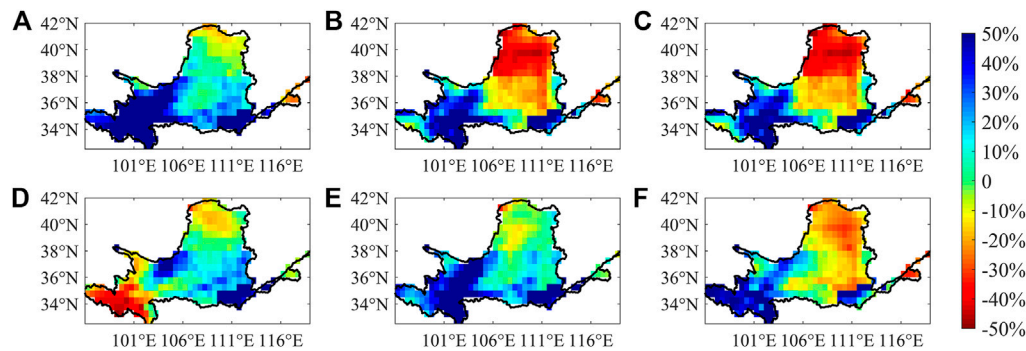 A B C
42°N 42°N 42°N 50%
40°N 40°N 40°N 40%
38°N 38°N 38°N 30%
36°N 36°N 36°N 20%
34°N 34°N 34°N 10%
101°E 106°E 111°E 116°E 101°E 106°E 111°E 116°E 101°E 106°E 111°E 116°E 0
D E F
42°N 42°N 42°N -10%
40°N 40°N 40°N -20%
38°N 38°N 38°N -30%
36°N 36°N 36°N -40%
34°N 34°N 34°N -50%
101°E 106°E 111°E 116°E 101°E 106°E 111°E 116°E 101°E 106°E 111°E 116°E